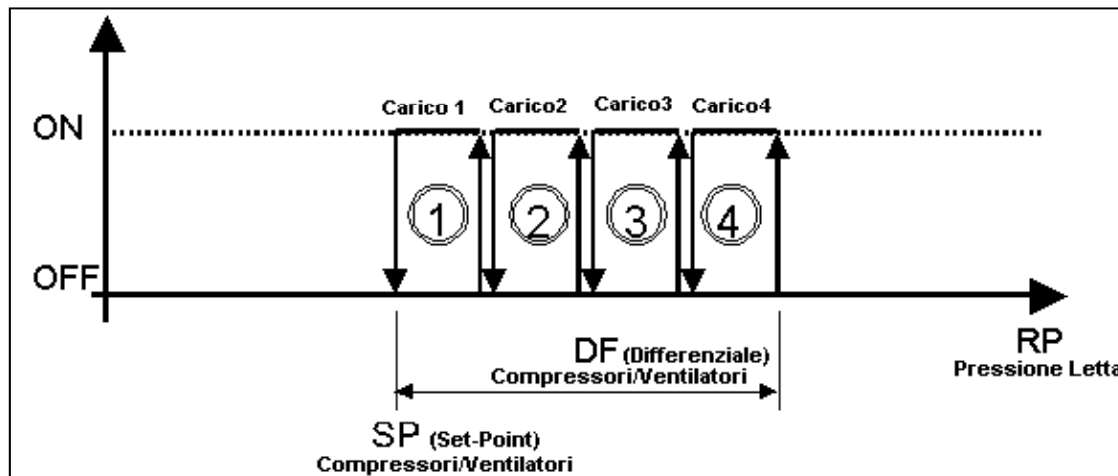 Carico 1 Carico2 Carico3 Carico4
ON
1 2 3 4
OFF
DF (Differenziale)
Compressori/Ventilatori
RP
Pressione Letta
SP (Set-Point)
Compressori/Ventilatori